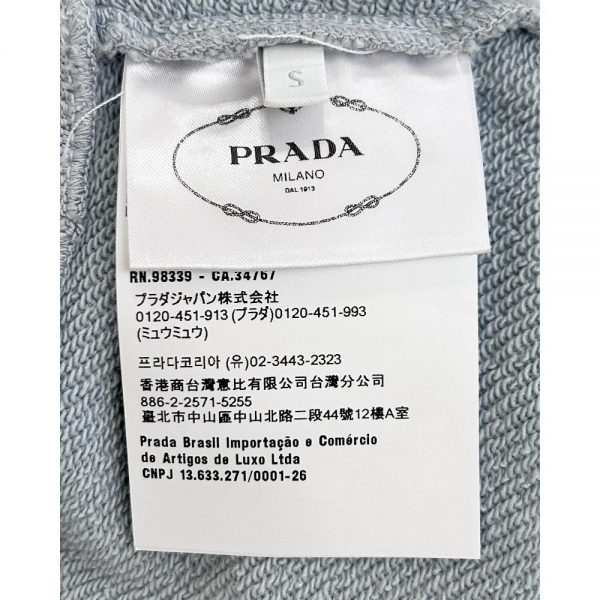 S
PRADA
MILANO
DAL 1913
RN.98339 - CA.34767
プラダジャパン株式会社
0120-451-913 (プラダ)0120-451-993
(ミュウミュウ)
프라다코리아 (유)02-3443-2323
香港商台灣意比有限公司台灣分公司
886-2-2571-5255
臺北市中山區中山北路二段44號12樓A室
Prada Brasil Importação e Comércio
de Artigos de Luxo Ltda
CNPJ 13.633.271/0001-26